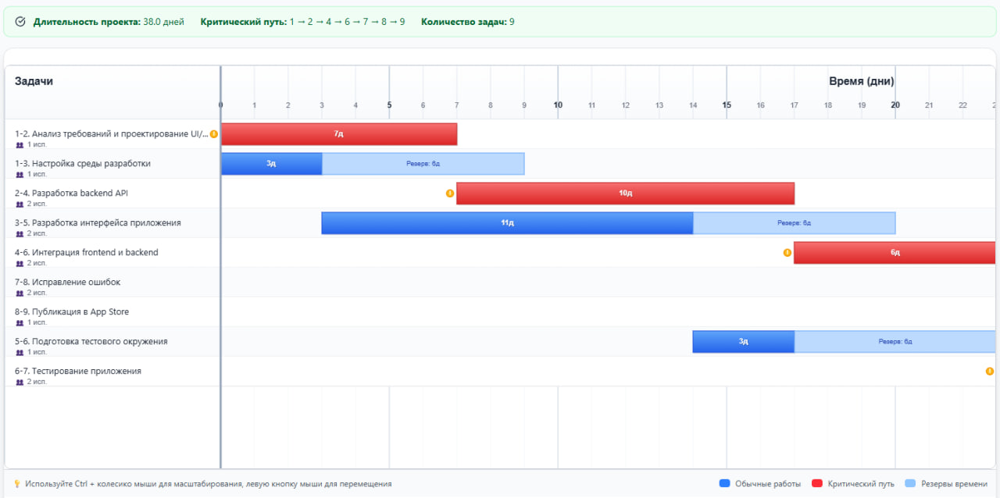 Длительность проекта: 38.0 дней Критический путь: 1 → 2 → 4 → 6 → 7 → 8 → 9 Количество задач: 9
Задачи
Время (дни)
0 1 2 3 4 5 6 7 8 9 10 11 12 13 14 15 16 17 18 19 20 21 22
1-2. Анализ требований и проектирование UI/...
1 исп.
7д
1-3. Настройка среды разработки
1 исп.
3д Резерв: 6д
2-4. Разработка backend API
2 исп.
10д
3-5. Разработка интерфейса приложения
2 исп.
11д Резерв: 6д
4-6. Интеграция frontend и backend
2 исп.
6д
7-8. Исправление ошибок
2 исп.
8-9. Публикация в App Store
1 исп.
5-6. Подготовка тестового окружения
1 исп.
3д Резерв: 6д
6-7. Тестирование приложения
2 исп.
Используйте Ctrl + колесико мыши для масштабирования, левую кнопку мыши для перемещения
Обычные работы Критический путь Резервы времени